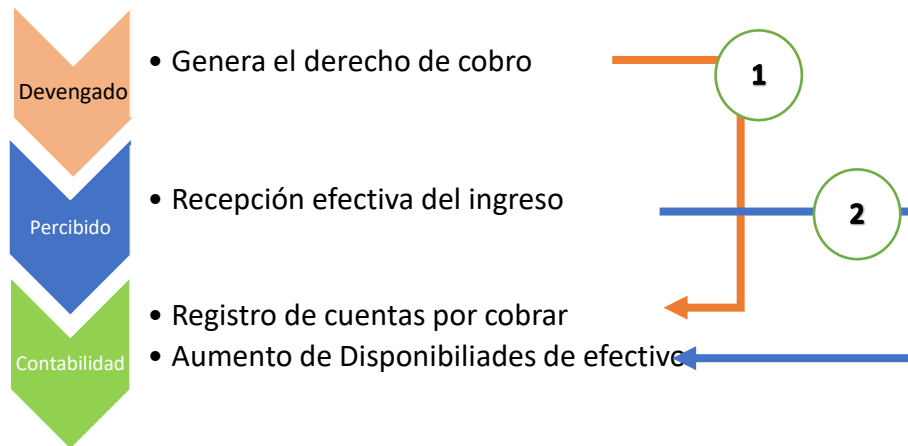 Devengado
• Genera el derecho de cobro
1
Percibido
• Recepción efectiva del ingreso
2
Contabilidad
• Registro de cuentas por cobrar
• Aumento de Disponibiliades de efectivo